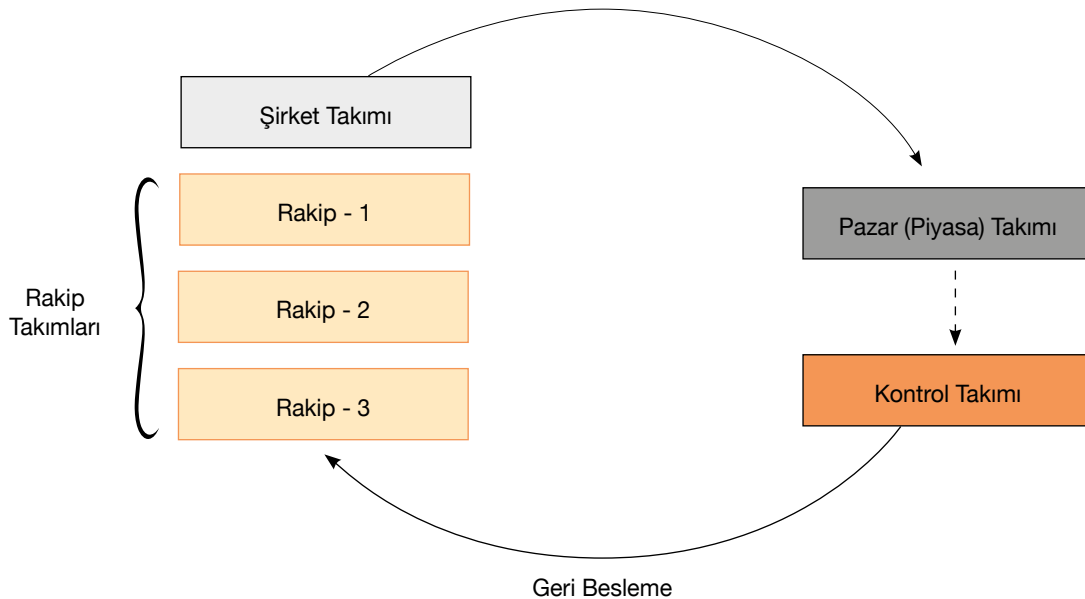 Şirket Takımı
Rakip - 1
Rakip - 2
Rakip - 3
Rakip
Takımları
Pazar (Piyasa) Takımı
Kontrol Takımı
Geri Besleme